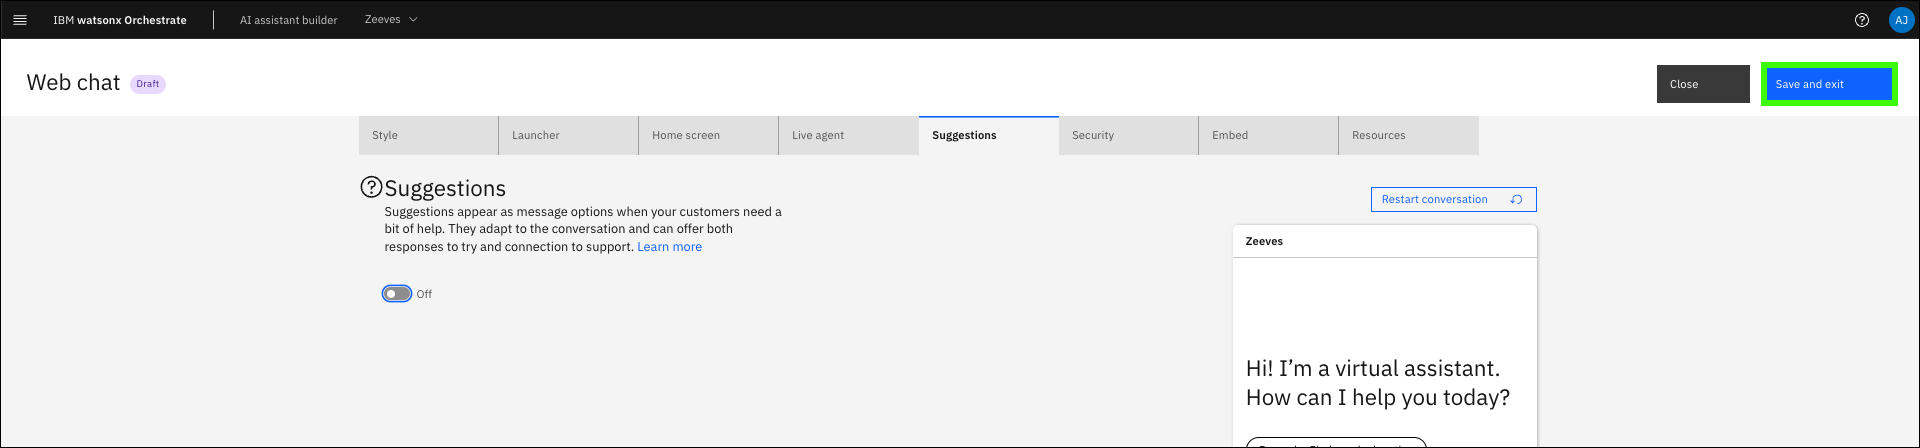 IBM watsonx Orchestrate AI assistant builder Zeeves AJ
Web chat Draft Close Save and exit
Style Launcher Home screen Live agent Suggestions Security Embed Resources
Suggestions
Suggestions appear as message options when your customers need a
bit of help. They adapt to the conversation and can offer both
responses to try and connection to support. Learn more
Off
Restart conversation
Zeeves
Hi! I’m a virtual assistant.
How can I help you today?